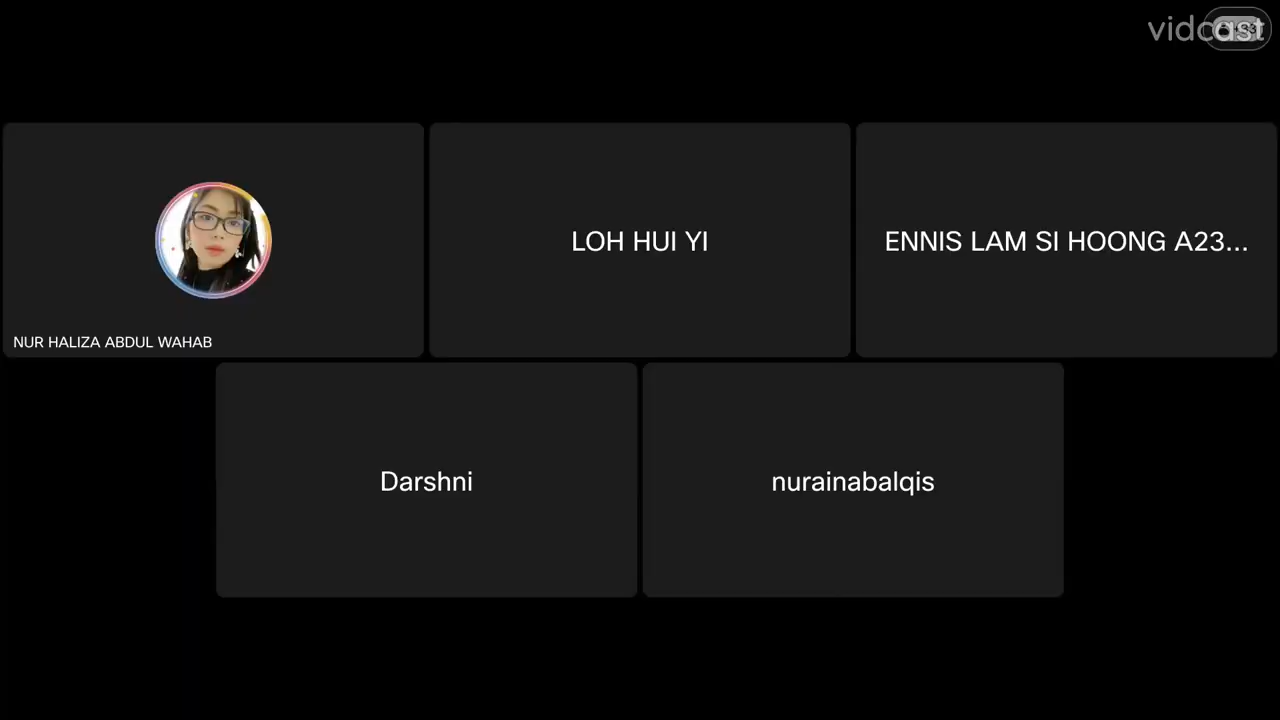 vidcast
NUR HALIZA ABDUL WAHAB
LOH HUI YI
ENNIS LAM SI HOONG A23...
Darshni
nurainabalqis